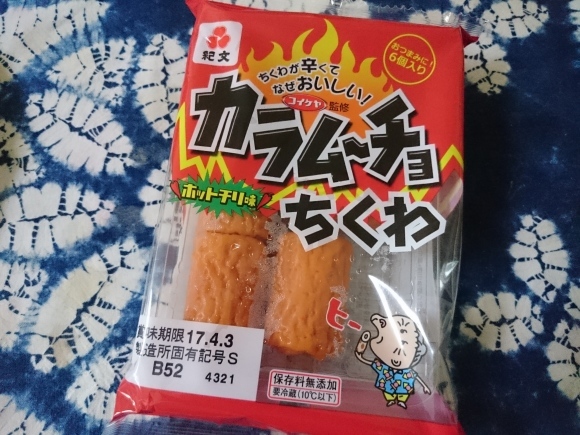 紀文
ちくわが辛くて
なぜおいしい!
おつまみに!
6個入り
コイケヤ監修
カラムーチョ
ホットチリ味
ちくわ
ヒー
味期限17.4.3
造所固有記号S
B52 4321
保存料無添加
要冷蔵(10℃以下)